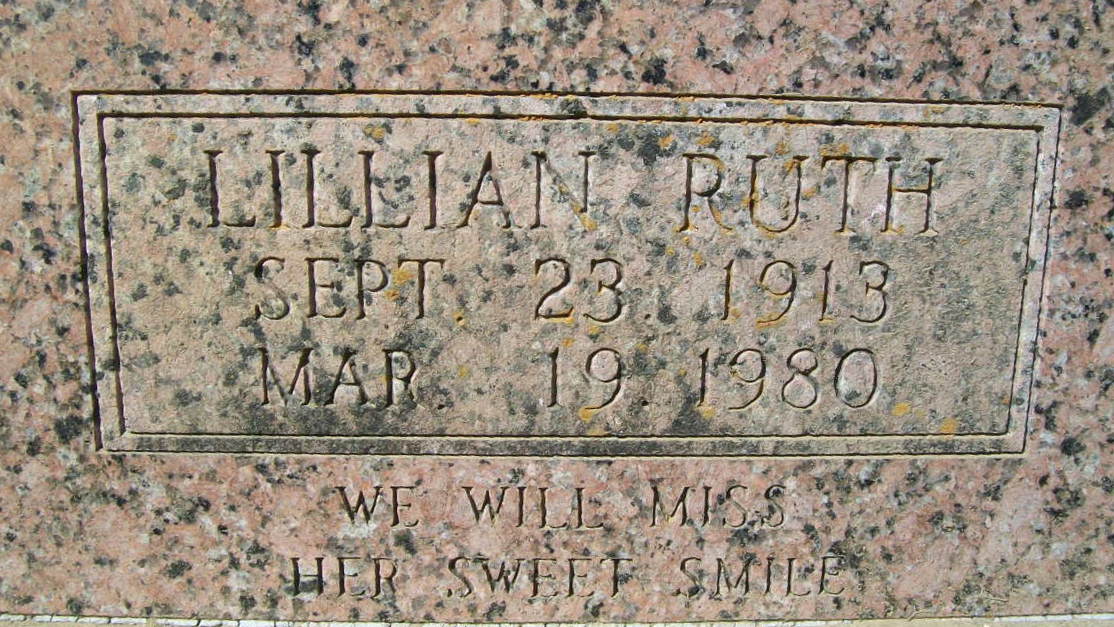 LILLIAN RUTH
SEPT. 23. 1913
MAR. 19. 1980
WE WILL MISS
HER SWEET SMILE